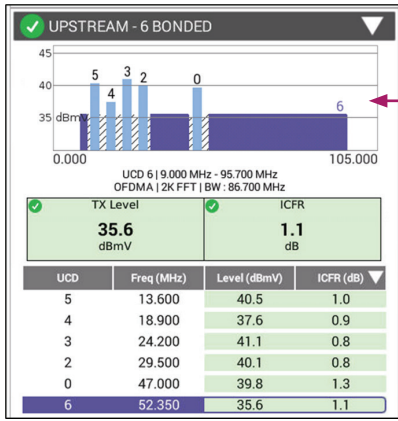 UPSTREAM - 6 BONDED
45
40
35 dBmV
5
4
3
2
0
6
0.000
105.000
UCD 6 | 9.000 MHz - 95.700 MHz
OFDMA | 2K FFT | BW : 86.700 MHz
TX Level
35.6
dBmV
ICFR
1.1
dB
UCD Freq (MHz) Level (dBmV) ICFR (dB)
5 13.600 40.5 1.0
4 18.900 37.6 0.9
3 24.200 41.1 0.8
2 29.500 40.1 0.8
0 47.000 39.8 1.3
6 52.350 35.6 1.1